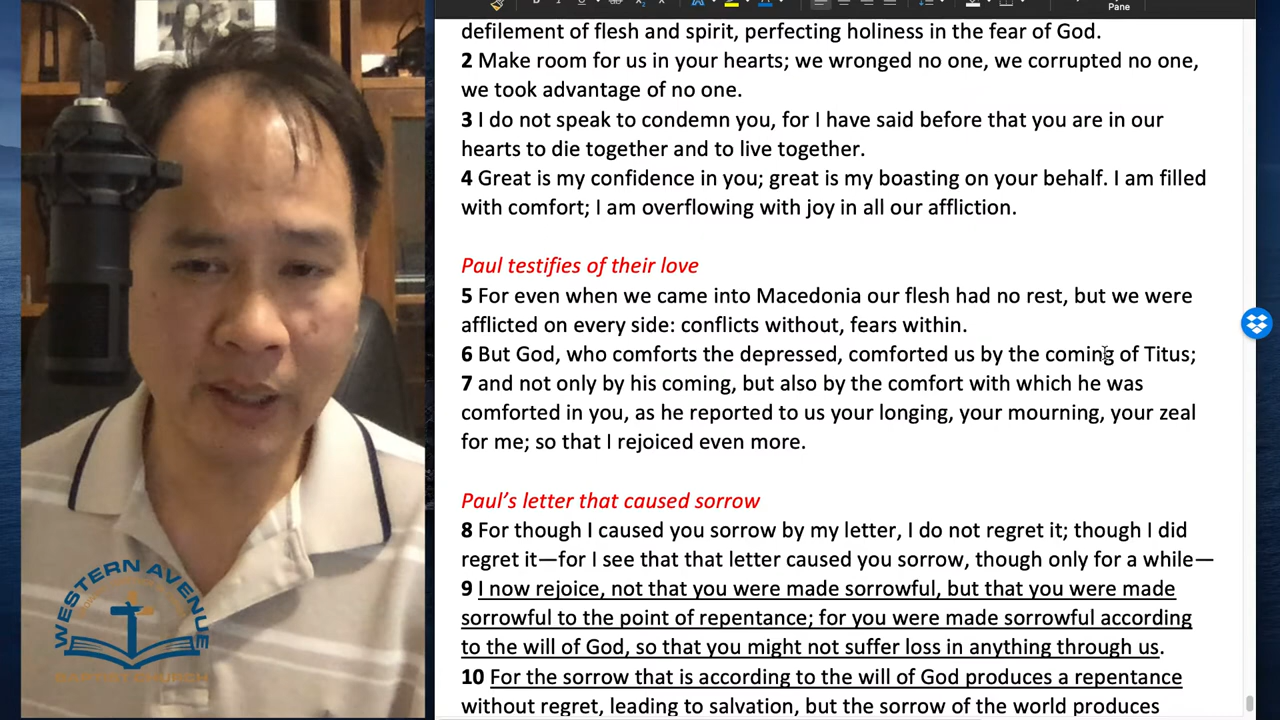 Pane
defilement of flesh and spirit, perfecting holiness in the fear of God.
2 Make room for us in your hearts; we wronged no one, we corrupted no one,
we took advantage of no one.
3 I do not speak to condemn you, for I have said before that you are in our
hearts to die together and to live together.
4 Great is my confidence in you; great is my boasting on your behalf. I am filled
with comfort; I am overflowing with joy in all our affliction.
Paul testifies of their love
5 For even when we came into Macedonia our flesh had no rest, but we were
afflicted on every side: conflicts without, fears within.
6 But God, who comforts the depressed, comforted us by the coming of Titus;
7 and not only by his coming, but also by the comfort with which he was
comforted in you, as he reported to us your longing, your mourning, your zeal
for me; so that I rejoiced even more.
Paul's letter that caused sorrow
8 For though I caused you sorrow by my letter, I do not regret it; though I did
regret it—for I see that that letter caused you sorrow, though only for a while—
9 I now rejoice, not that you were made sorrowful, but that you were made
sorrowful to the point of repentance; for you were made sorrowful according
to the will of God, so that you might not suffer loss in anything through us.
10 For the sorrow that is according to the will of God produces a repentance
without regret, leading to salvation, but the sorrow of the world produces
WESTERN AVENUE
BAPTIST CHURCH